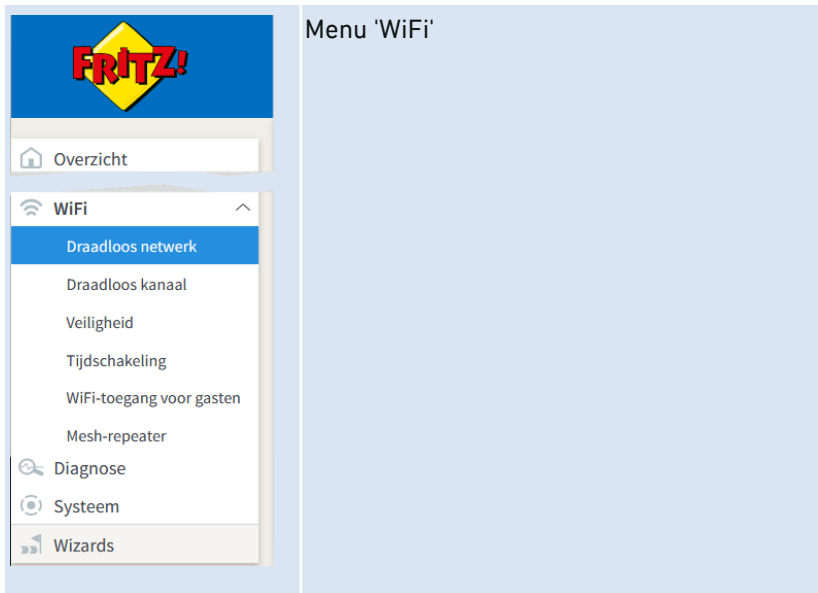 FRITZ!
Menu 'WiFi'
Overzicht
WiFi
Draadloos netwerk
Draadloos kanaal
Veiligheid
Tijdschakeling
WiFi-toegang voor gasten
Mesh-repeater
Diagnose
Systeem
Wizards